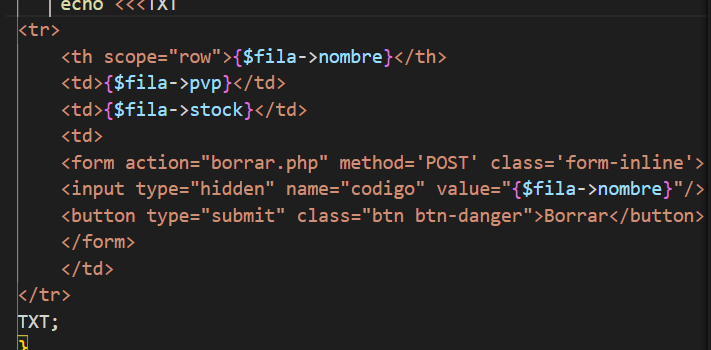 echo <<<TXT
<tr>
<th scope="row">{$fila->nombre}</th>
<td>{$fila->pvp}</td>
<td>{$fila->stock}</td>
<td>
<form action="borrar.php" method='POST' class='form-inline'>
<input type="hidden" name="codigo" value="{$fila->nombre}"/>
<button type="submit" class="btn btn-danger">Borrar</button>
</form>
</td>
</tr>
TXT;
}